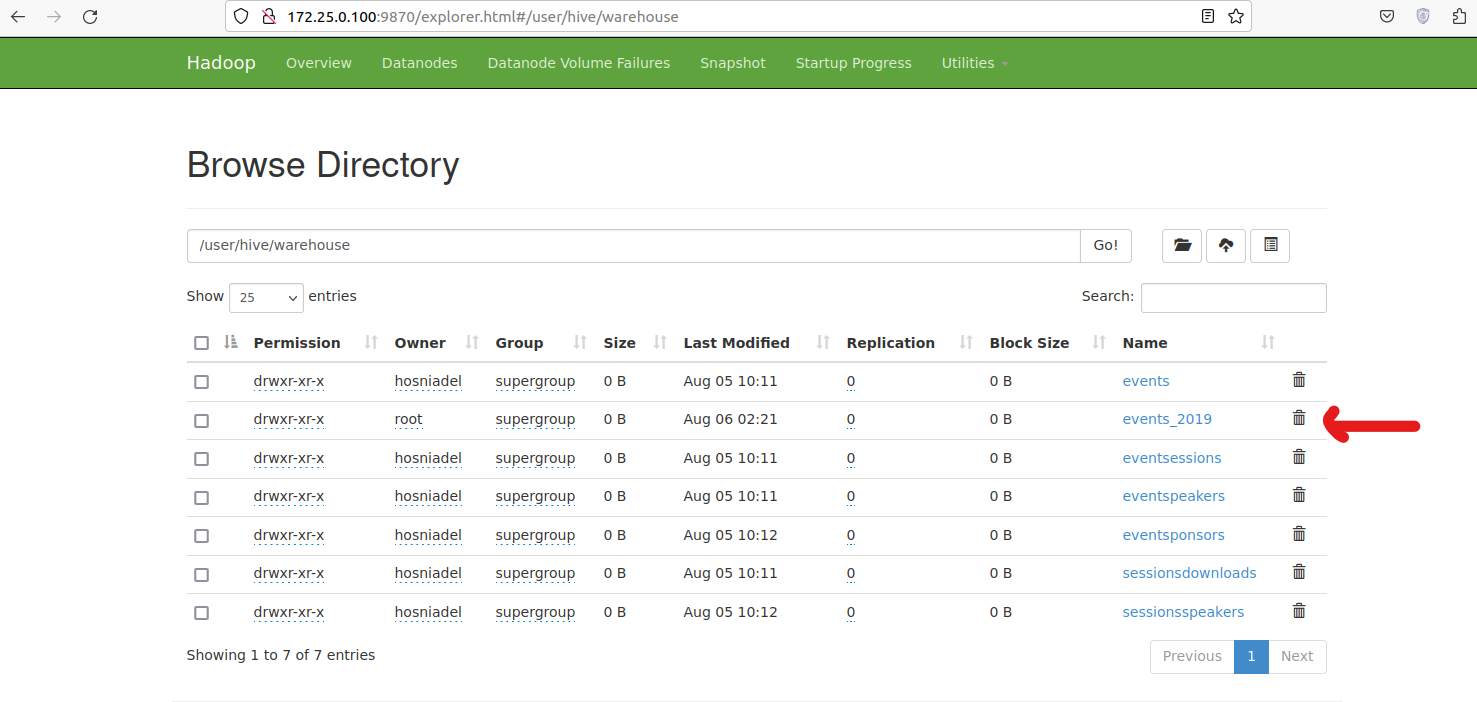 172.25.0.100:9870/explorer.html#/user/hive/warehouse
Hadoop Overview Datanodes Datanode Volume Failures Snapshot Startup Progress Utilities
Browse Directory
/user/hive/warehouse Go!
Show 25 entries Search:
Permission Owner Group Size Last Modified Replication Block Size Name
drwxr-xr-x hosniadel supergroup 0 B Aug 05 10:11 0 0 B events
drwxr-xr-x root supergroup 0 B Aug 06 02:21 0 0 B events_2019
drwxr-xr-x hosniadel supergroup 0 B Aug 05 10:11 0 0 B eventsessions
drwxr-xr-x hosniadel supergroup 0 B Aug 05 10:11 0 0 B eventspeakers
drwxr-xr-x hosniadel supergroup 0 B Aug 05 10:12 0 0 B eventsponsors
drwxr-xr-x hosniadel supergroup 0 B Aug 05 10:11 0 0 B sessionsdownloads
drwxr-xr-x hosniadel supergroup 0 B Aug 05 10:12 0 0 B sessionsspeakers
Showing 1 to 7 of 7 entries Previous 1 Next